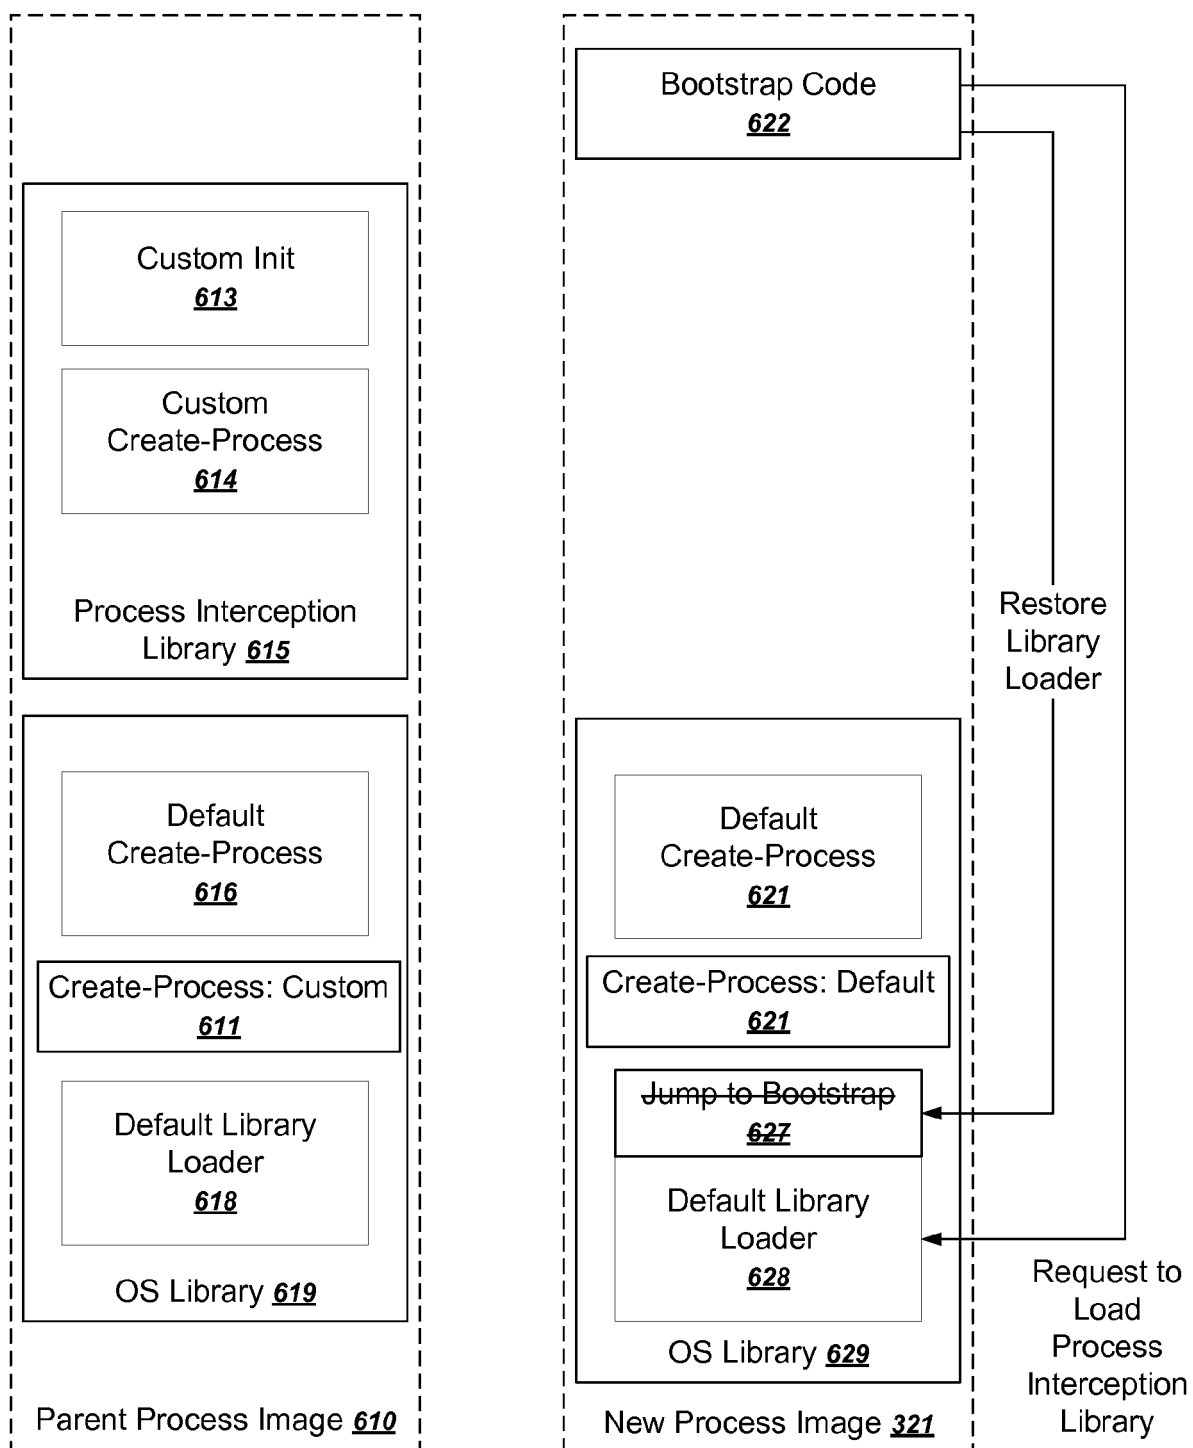 Custom Init
613
Custom
Create-Process
614
Process Interception
Library 615
Default
Create-Process
616
Create-Process: Custom
611
Default Library
Loader
618
OS Library 619
Parent Process Image 610
Bootstrap Code
622
Default
Create-Process
621
Create-Process: Default
621
Jump to Bootstrap
627
Default Library
Loader
628
OS Library 629
New Process Image 321
Restore
Library
Loader
Request to
Load
Process
Interception
Library